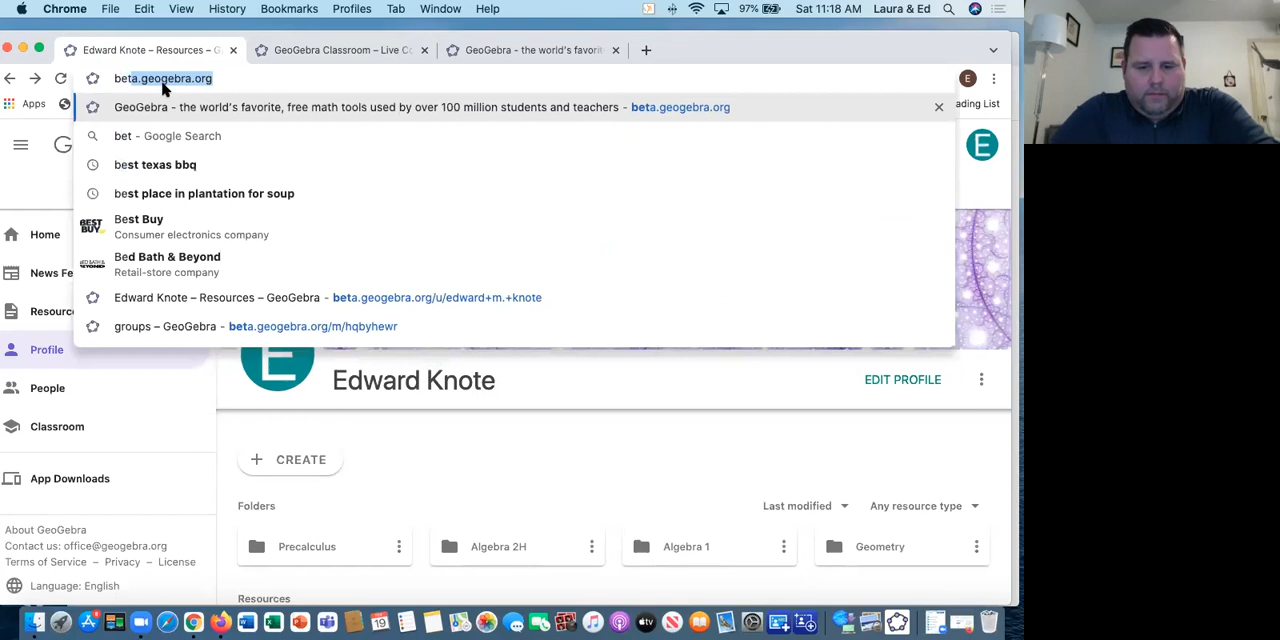 Chrome File Edit View History Bookmarks Profiles Tab Window Help 97% Sat 11:18 AM Laura & Ed
Edward Knote – Resources – G GeoGebra Classroom – Live Co GeoGebra - the world's favorit
beta.geogebra.org E
Apps GeoGebra - the world's favorite, free math tools used by over 100 million students and teachers - beta.geogebra.org ading List
bet - Google Search
G E
best texas bbq
best place in plantation for soup
BEST BUY Best Buy
Consumer electronics company
Home
Bed Bath & Beyond
Retail-store company
News Fe
Edward Knote – Resources – GeoGebra - beta.geogebra.org/u/edward+m.+knote
Resourc
groups – GeoGebra - beta.geogebra.org/m/hqbyhewr
Profile
E Edward Knote EDIT PROFILE
People
Classroom
App Downloads
+ CREATE
Folders Last modified Any resource type
Precalculus Algebra 2H Algebra 1 Geometry
About GeoGebra
Contact us: office@geogebra.org
Terms of Service – Privacy – License
Language: English
Resources